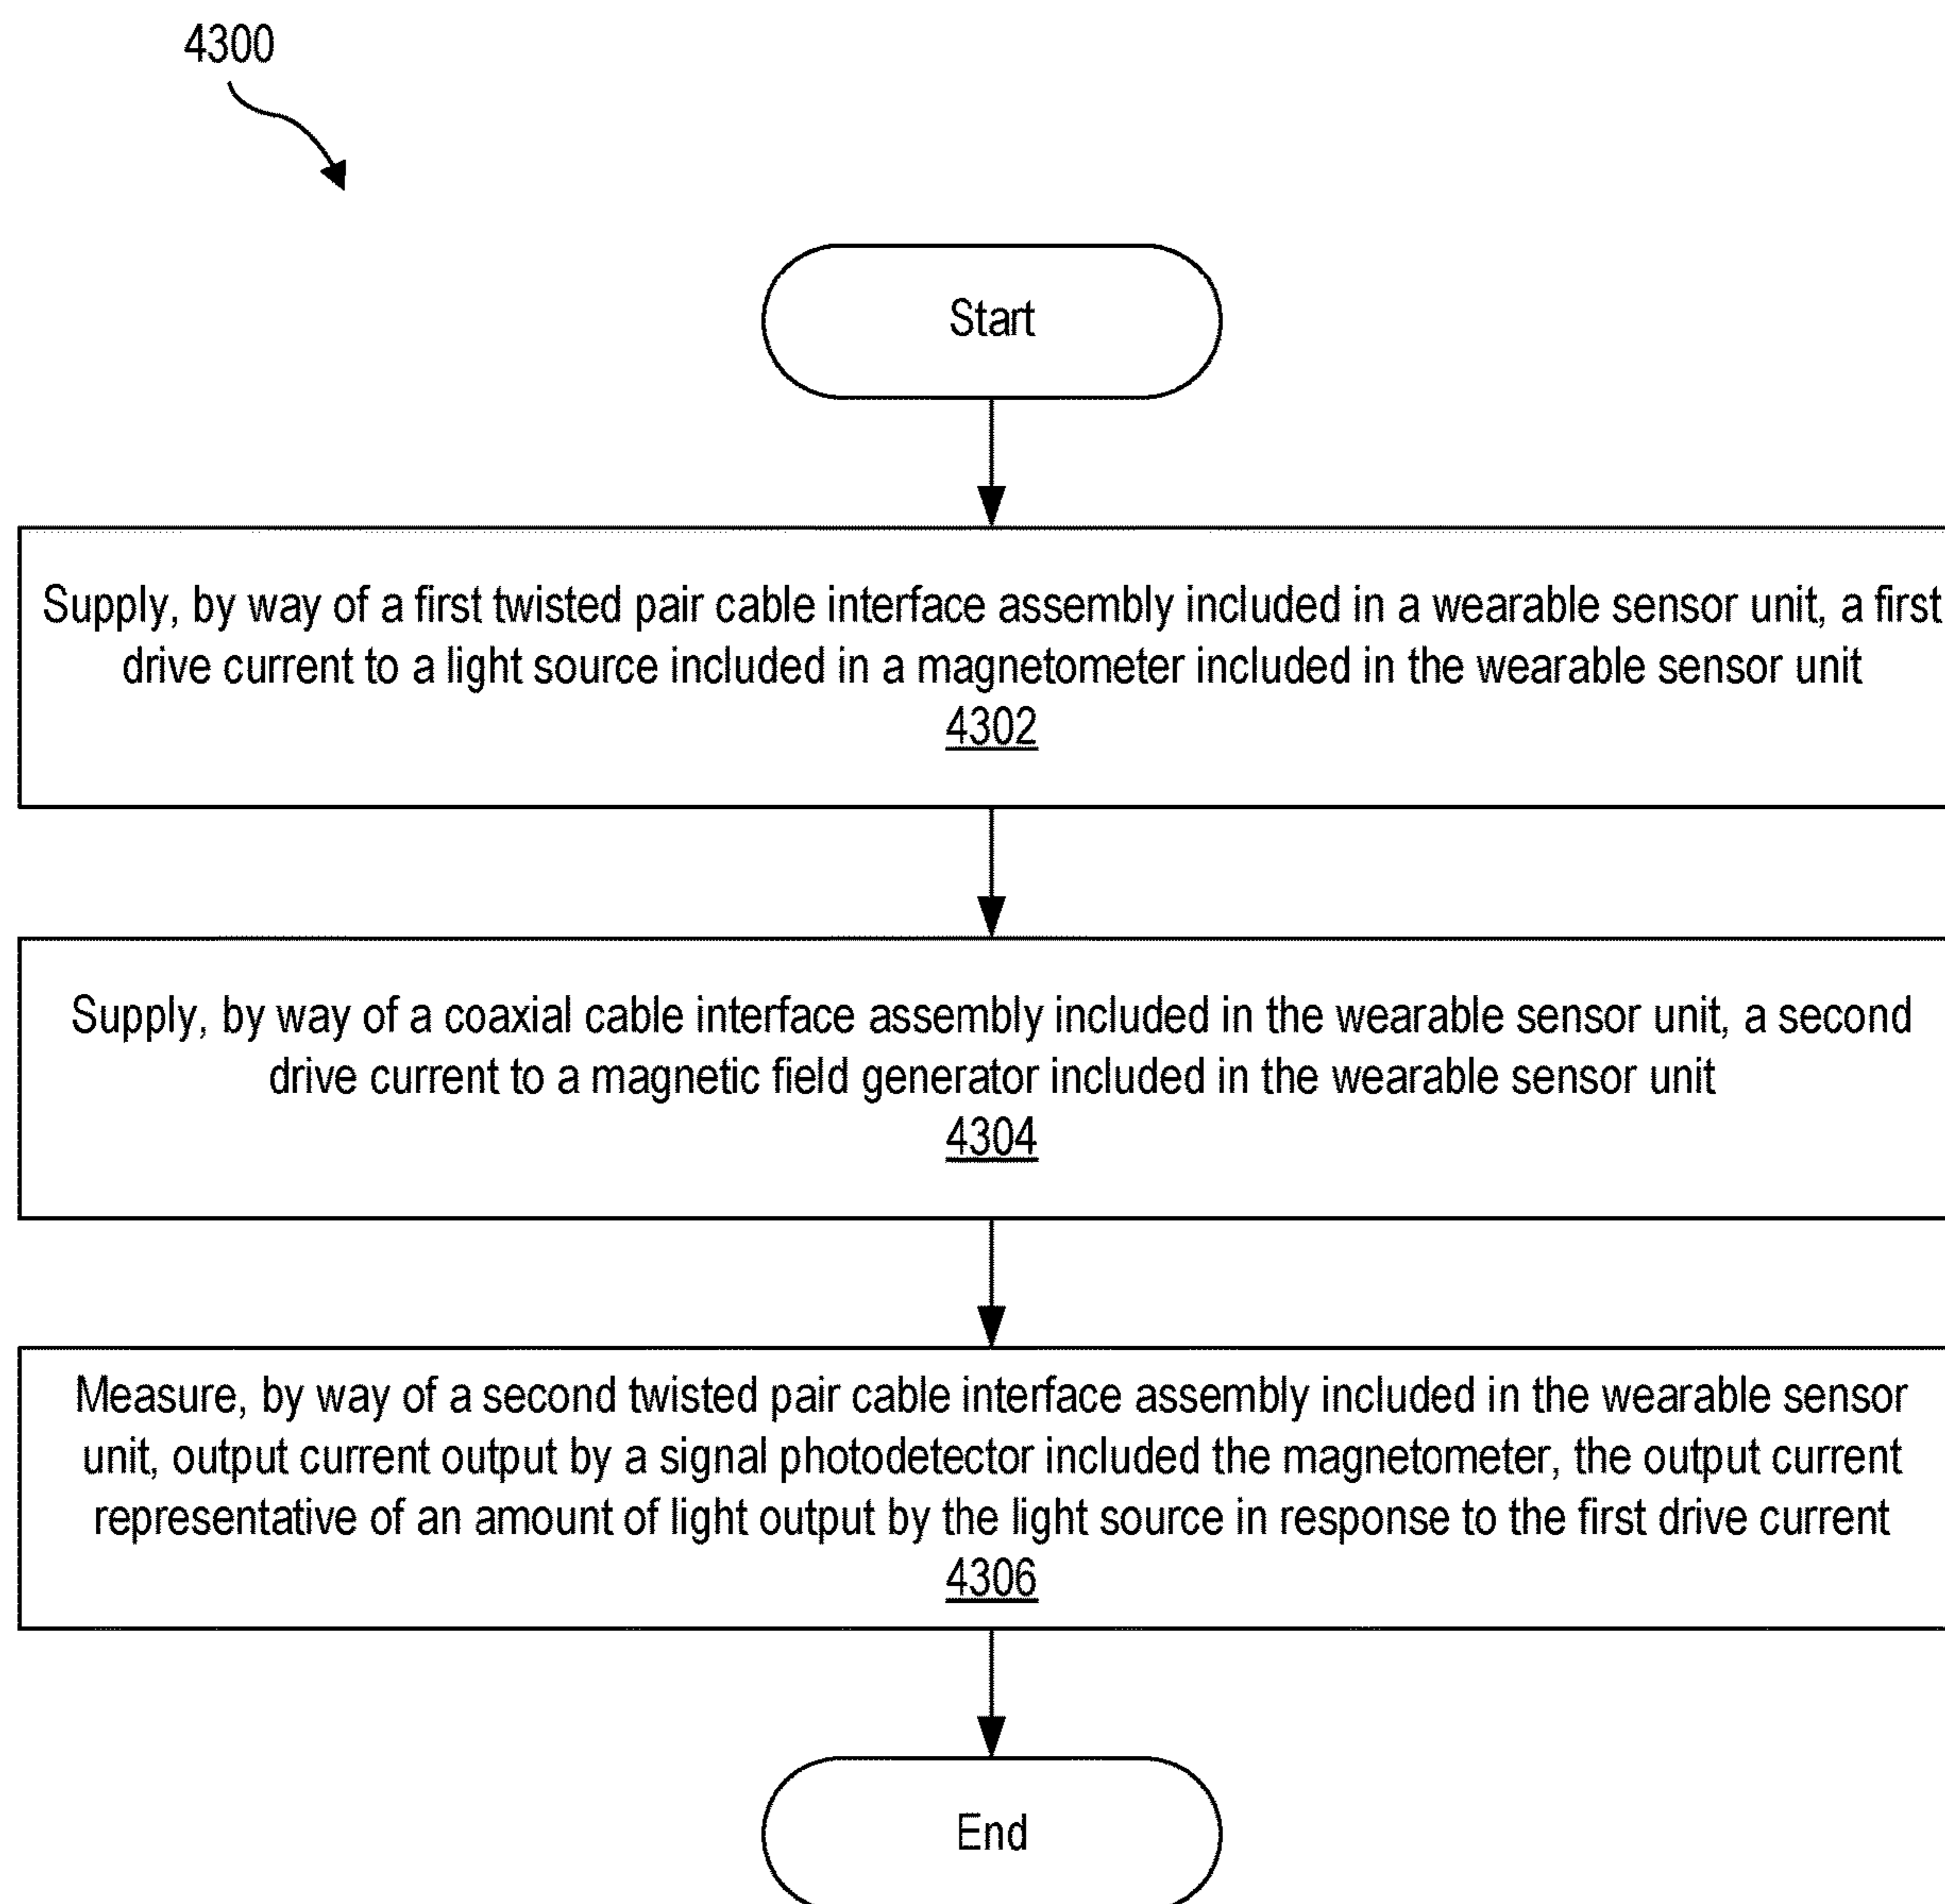 4300
Start
Supply, by way of a first twisted pair cable interface assembly included in a wearable sensor unit, a first
drive current to a light source included in a magnetometer included in the wearable sensor unit
4302
Supply, by way of a coaxial cable interface assembly included in the wearable sensor unit, a second
drive current to a magnetic field generator included in the wearable sensor unit
4304
Measure, by way of a second twisted pair cable interface assembly included in the wearable sensor
unit, output current output by a signal photodetector included the magnetometer, the output current
representative of an amount of light output by the light source in response to the first drive current
4306
End